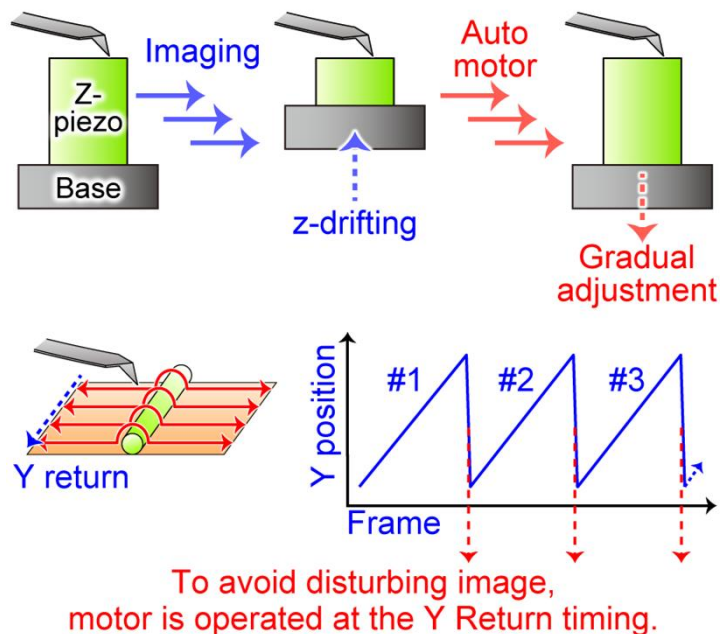 Imaging
Auto
motor
Z-
piezo
Base
z-drifting
Gradual
adjustment
Y return
Y position
#1
#2
#3
Frame
To avoid disturbing image,
motor is operated at the Y Return timing.